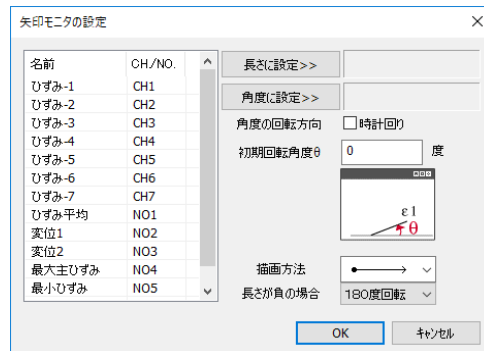 矢印モニタの設定
名前 CH./NO.
ひずみ-1 CH1
ひずみ-2 CH2
ひずみ-3 CH3
ひずみ-4 CH4
ひずみ-5 CH5
ひずみ-6 CH6
ひずみ-7 CH7
ひずみ平均 NO1
変位1 NO2
変位2 NO3
最大主ひずみ NO4
最小ひずみ NO5
長さに設定>>
角度に設定>>
角度の回転方向 時計回り
初期回転角度θ 0 度
ε1
θ
描画方法
長さが負の場合 180度回転
OK キャンセル